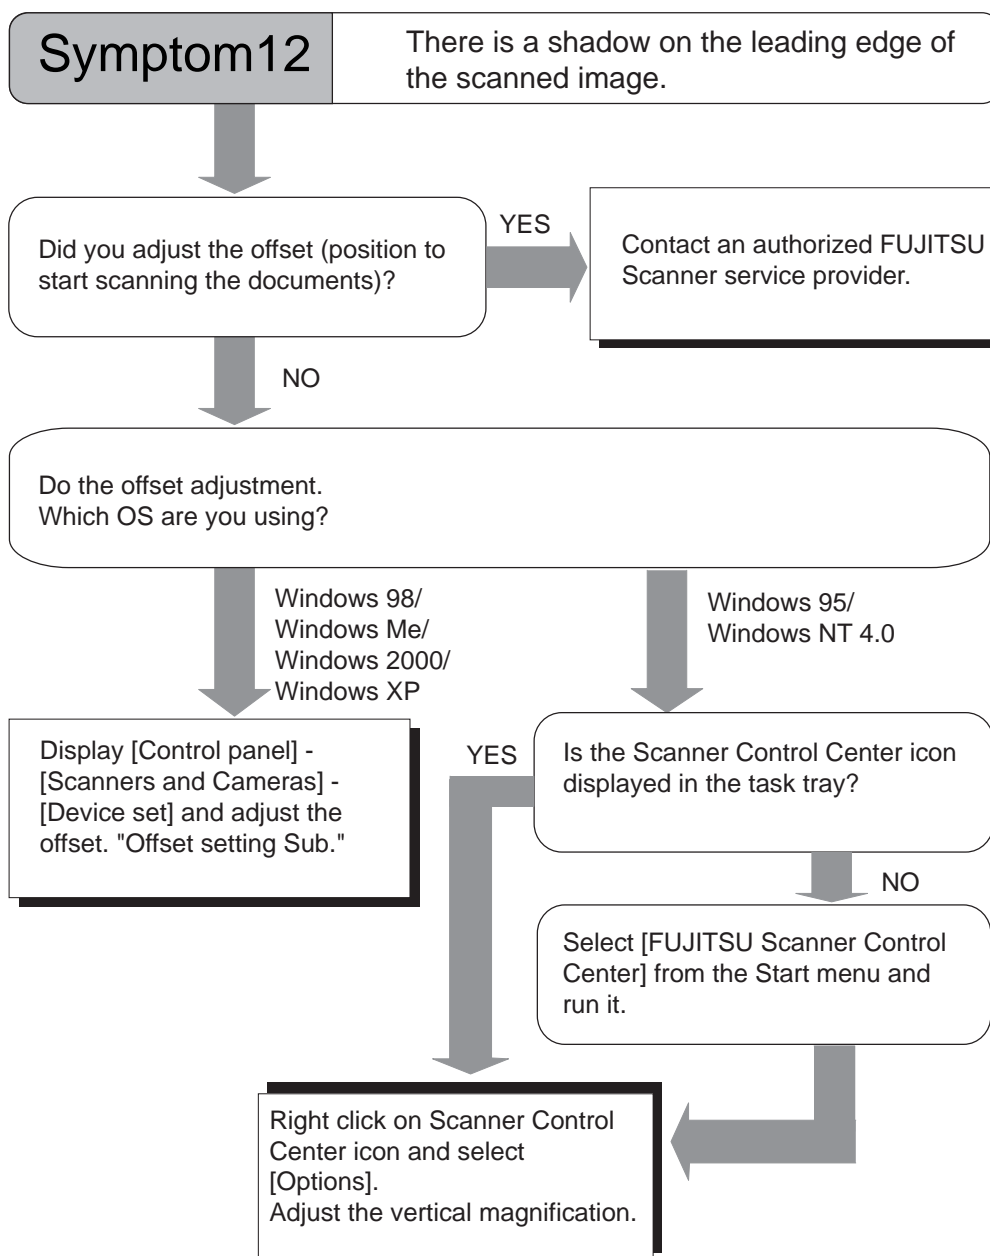 Symptom12
There is a shadow on the leading edge of
the scanned image.
Did you adjust the offset (position to
start scanning the documents)?
YES
Contact an authorized FUJITSU
Scanner service provider.
NO
Do the offset adjustment.
Which OS are you using?
Windows 98/
Windows Me/
Windows 2000/
Windows XP
Windows 95/
Windows NT 4.0
Display [Control panel] -
[Scanners and Cameras] -
[Device set] and adjust the
offset. "Offset setting Sub."
YES
Is the Scanner Control Center icon
displayed in the task tray?
NO
Select [FUJITSU Scanner Control
Center] from the Start menu and
run it.
Right click on Scanner Control
Center icon and select
[Options].
Adjust the vertical magnification.